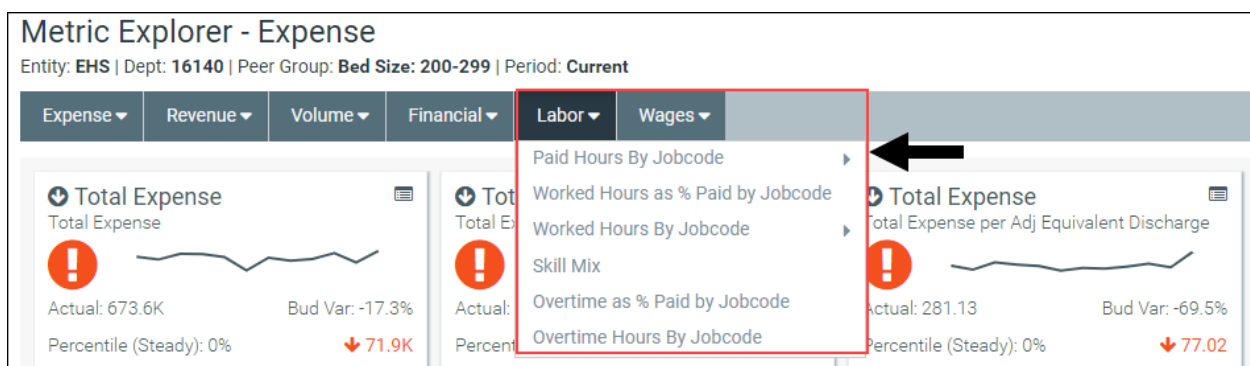 Metric Explorer - Expense
Entity: EHS | Dept: 16140 | Peer Group: Bed Size: 200-299 | Period: Current
Expense Revenue Volume Financial Labor Wages
Paid Hours By Jobcode
Worked Hours as % Paid by Jobcode
Worked Hours By Jobcode
Skill Mix
Overtime as % Paid by Jobcode
Overtime Hours By Jobcode
Total Expense
Total Expense
Actual: 673.6K Bud Var: -17.3%
Percentile (Steady): 0% 71.9K
Total
Actual:
Total Expense
Total Expense per Adj Equivalent Discharge
Actual: 281.13 Bud Var: -69.5%
Percentile (Steady): 0% 77.02